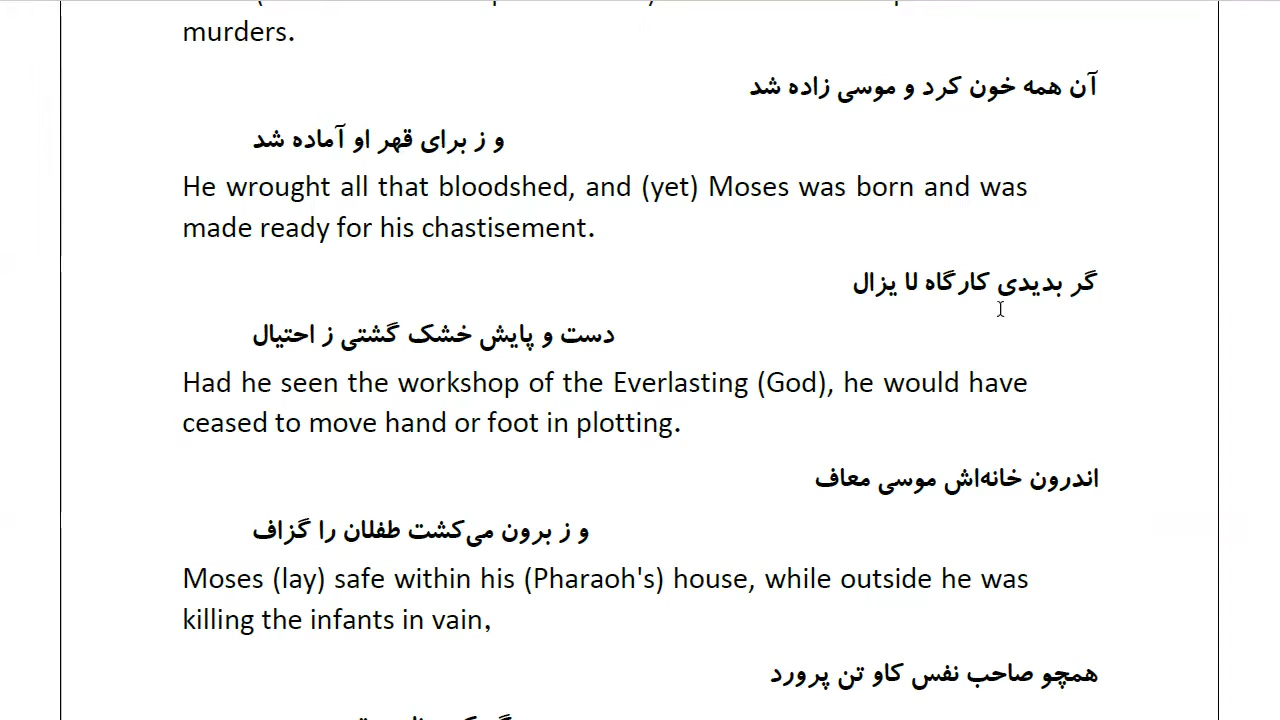 murders.
آن همه خون کرد و موسی زاده شد
و ز برای قهر او آماده شد
He wrought all that bloodshed, and (yet) Moses was born and was
made ready for his chastisement.
گر بدیدی کارگاه لا یزال
دست و پایش خشک گشتی ز احتیال
Had he seen the workshop of the Everlasting (God), he would have
ceased to move hand or foot in plotting.
اندرون خانه‌اش موسی معاف
و ز برون می‌کشت طفلان را گزاف
Moses (lay) safe within his (Pharaoh's) house, while outside he was
killing the infants in vain,
همچو صاحب نفس کاو تن پرورد